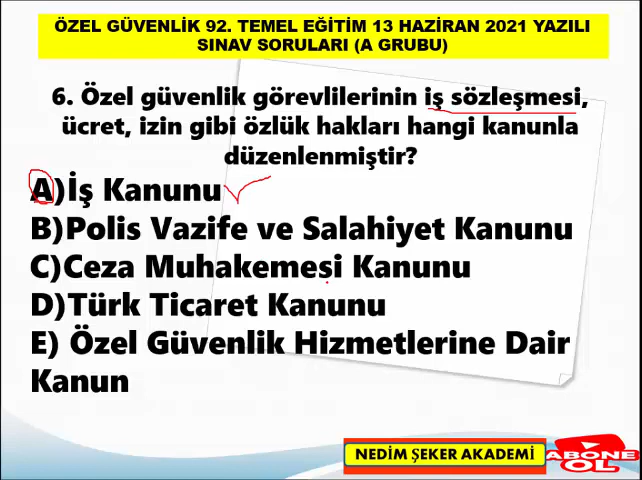 ÖZEL GÜVENLİK 92. TEMEL EĞİTİM 13 HAZİRAN 2021 YAZILI
SINAV SORULARI (A GRUBU)
6. Özel güvenlik görevlilerinin iş sözleşmesi,
ücret, izin gibi özlük hakları hangi kanunla
düzenlenmiştir?
A)İş Kanunu
B)Polis Vazife ve Salahiyet Kanunu
C)Ceza Muhakemesi Kanunu
D)Türk Ticaret Kanunu
E) Özel Güvenlik Hizmetlerine Dair
Kanun
NEDİM ŞEKER AKADEMİ
ABONE
OL